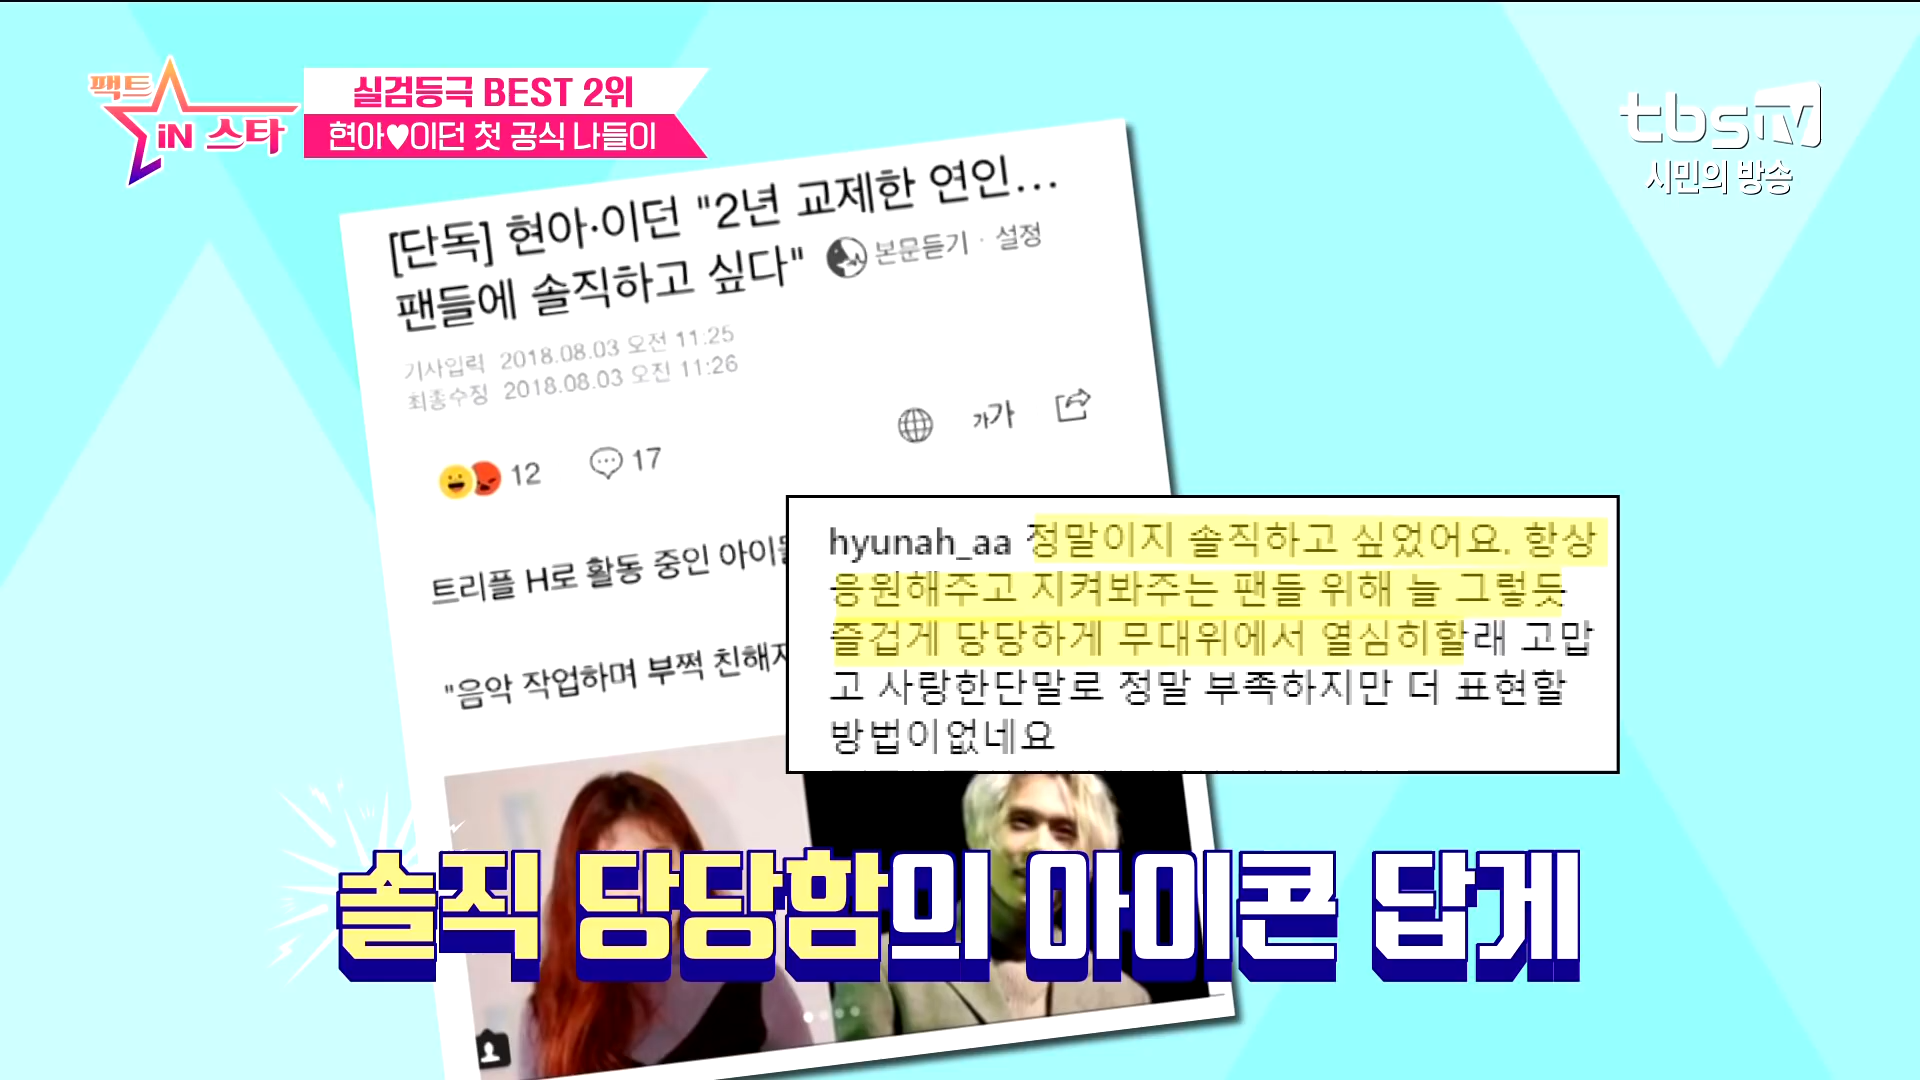 팩트
iN 스타
실검등극 BEST 2위
현아♥이던 첫 공식 나들이
tbs TV
시민의 방송
[단독] 현아·이던 "2년 교제한 연인…
팬들에 솔직하고 싶다" 본문듣기 · 설정
기사입력 2018.08.03 오전 11:25
최종수정 2018.08.03 오전 11:26
12 17 가가
트리플 H로 활동 중인 아이돌
"음악 작업하며 부쩍 친해지
hyunah_aa 정말이지 솔직하고 싶었어요. 항상
응원해주고 지켜봐주는 팬들 위해 늘 그렇듯
즐겁게 당당하게 무대위에서 열심히할래 고맙
고 사랑한단말로 정말 부족하지만 더 표현할
방법이없네요
솔직 당당함의 아이콘 답게